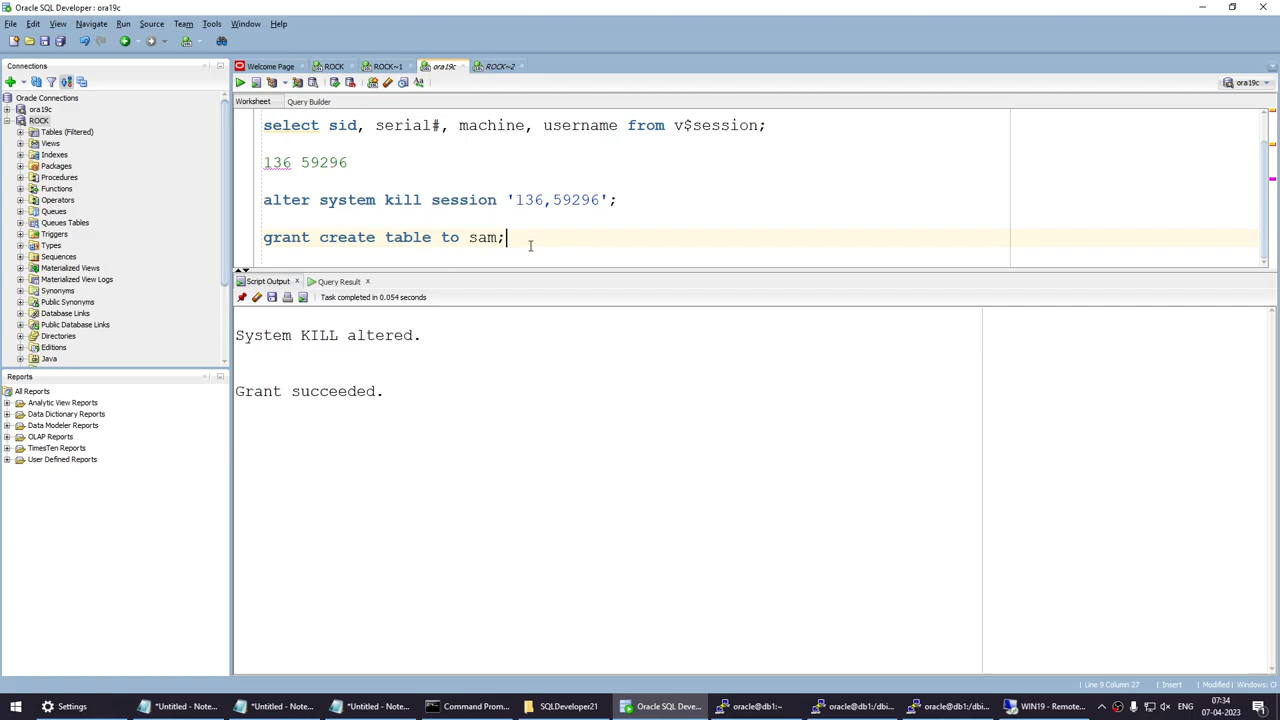 Oracle SQL Developer : ora19c
File Edit View Navigate Run Source Team Tools Window Help
Connections
Oracle Connections
ora19c
ROCK
Tables (Filtered)
Views
Indexes
Packages
Procedures
Functions
Operators
Queues
Queues Tables
Triggers
Types
Sequences
Materialized Views
Materialized View Logs
Synonyms
Public Synonyms
Database Links
Public Database Links
Directories
Editions
Java
Reports
All Reports
Analytic View Reports
Data Dictionary Reports
Data Modeler Reports
OLAP Reports
TimesTen Reports
User Defined Reports
Welcome Page ROCK ROCK~1 ora19c ROCK~2
ora19c
Worksheet Query Builder
select sid, serial#, machine, username from v$session;
136 59296
alter system kill session '136,59296';
grant create table to sam;
Script Output Query Result
Task completed in 0.054 seconds
System KILL altered.
Grant succeeded.
Line 9 Column 27 Insert Modified Windows: C
Settings *Untitled - Note... *Untitled - Note... *Untitled - Note... Command Prom... SQLDeveloper21 Oracle SQL Deve... oracle@db1:~ oracle@db1:/dbi... oracle@db1:/dbi... WIN19 - Remote... ENG 07:34
07-04-2023